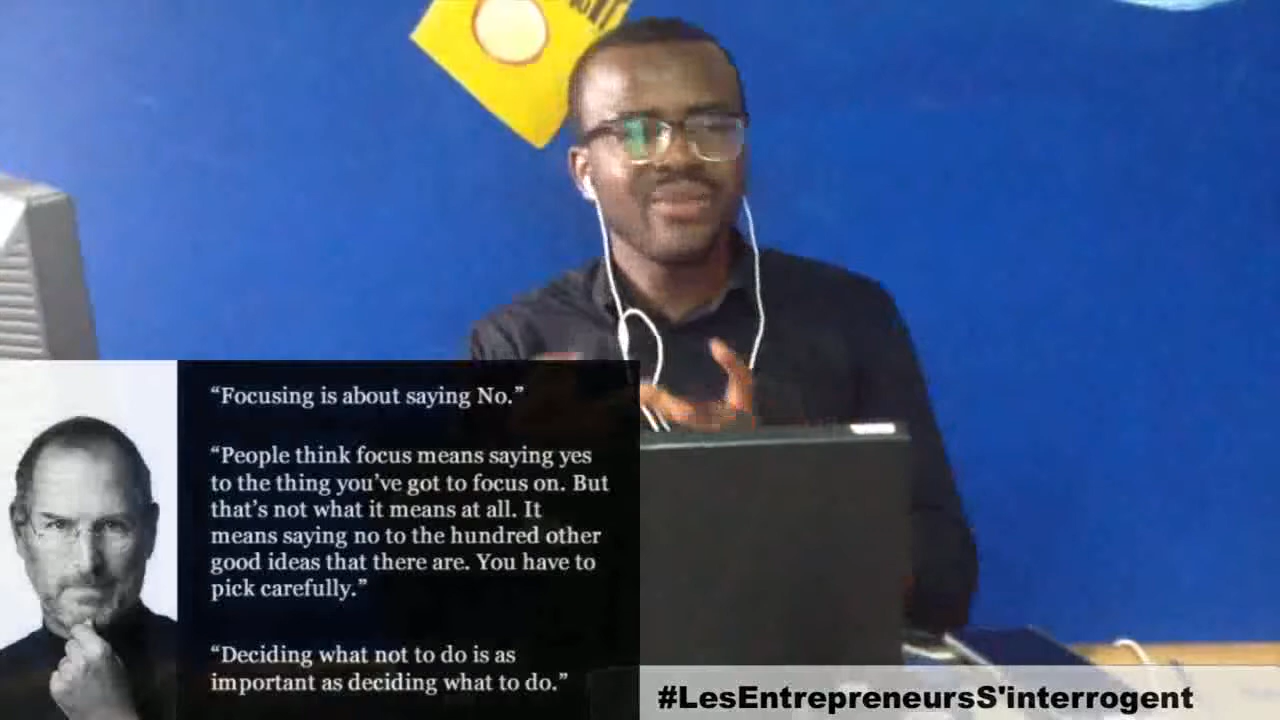 “Focusing is about saying No.”
“People think focus means saying yes
to the thing you’ve got to focus on. But
that’s not what it means at all. It
means saying no to the hundred other
good ideas that there are. You have to
pick carefully.”
“Deciding what not to do is as
important as deciding what to do.”
#LesEntrepreneursS'interrogent